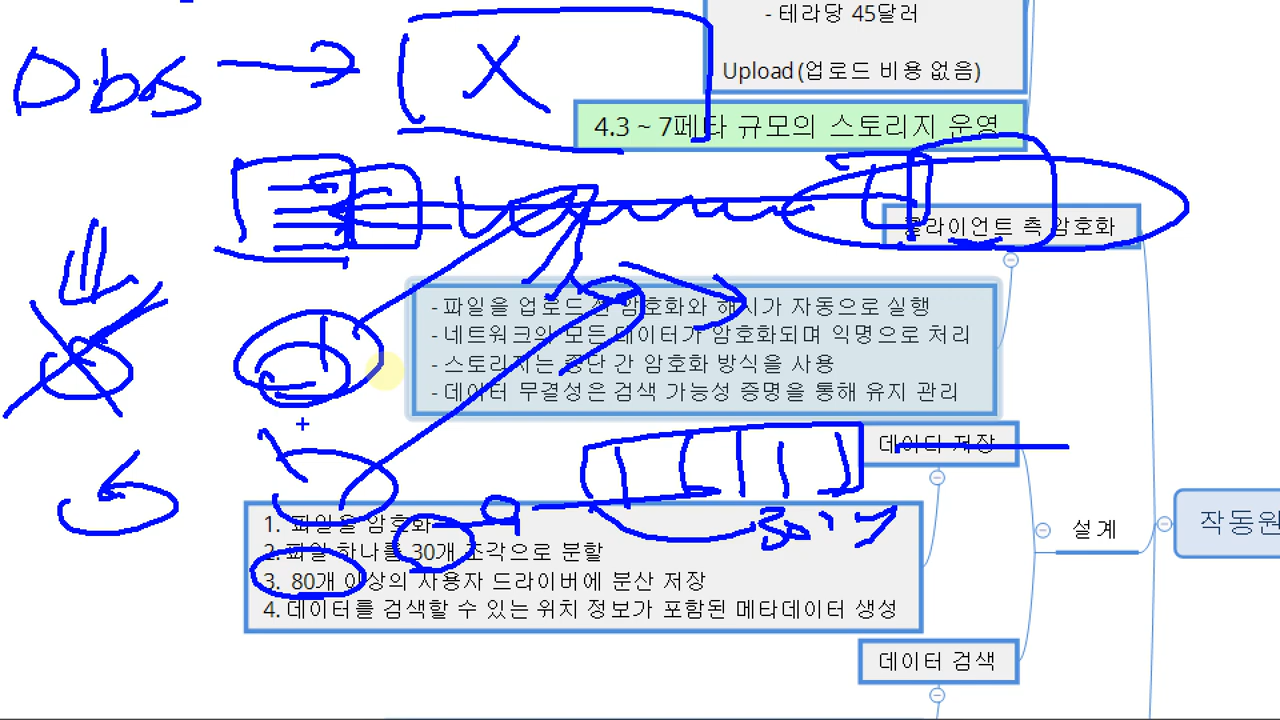 - 테라당 45달러
Upload (업로드 비용 없음)
4.3 ~ 7페타 규모의 스토리지 운영
클라이언트 측 암호화
- 파일을 업로드 전 암호화와 해시가 자동으로 실행
- 네트워크의 모든 데이터가 암호화되며 익명으로 처리
- 스토리지는 종단 간 암호화 방식을 사용
- 데이터 무결성은 검색 가능성 증명을 통해 유지 관리
데이터 저장
1. 파일을 암호화
2. 파일 하나를 30개 조각으로 분할
3. 80개 이상의 사용자 드라이버에 분산 저장
4. 데이터를 검색할 수 있는 위치 정보가 포함된 메타데이터 생성
데이터 검색
설계
작동원